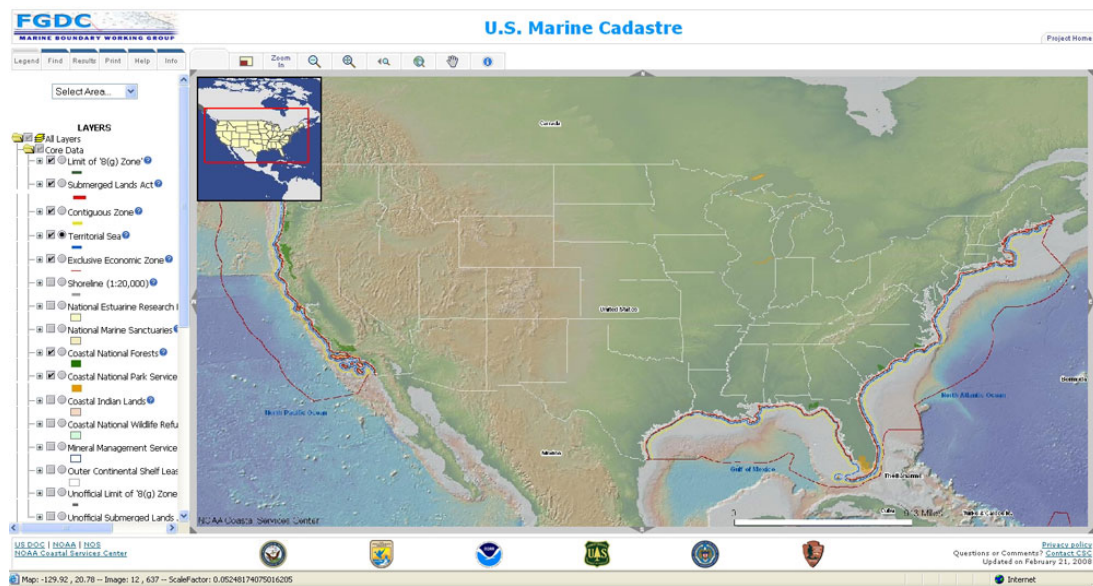 FGDC
MARINE BOUNDARY WORKING GROUP
U.S. Marine Cadastre
Project Home
Legend Find Results Print Help Info
Zoom In
Select Area...
LAYERS
All Layers
Core Data
Limit of '8(g) Zone'
Submerged Lands Act
Contiguous Zone
Territorial Sea
Exclusive Economic Zone
Shoreline (1:20,000)
National Estuarine Research
National Marine Sanctuaries
Coastal National Forests
Coastal National Park Service
Coastal Indian Lands
Coastal National Wildlife Refu
Mineral Management Service
Outer Continental Shelf Leas
Unofficial Limit of '8(g) Zone
Unofficial Submerged Lands
Canada
United States
North Pacific Ocean
North Atlantic Ocean
Bermuda
Gulf of Mexico
The Bahamas
Cuba
NOAA Coastal Services Center
US DOC | NOAA | NOS
NOAA Coastal Services Center
Privacy policy
Questions or Comments? Contact CSC
Updated on February 21, 2008
Map: -129.92 , 20.78 -- Image: 12 , 637 -- ScaleFactor: 0.05248174075016205
Internet